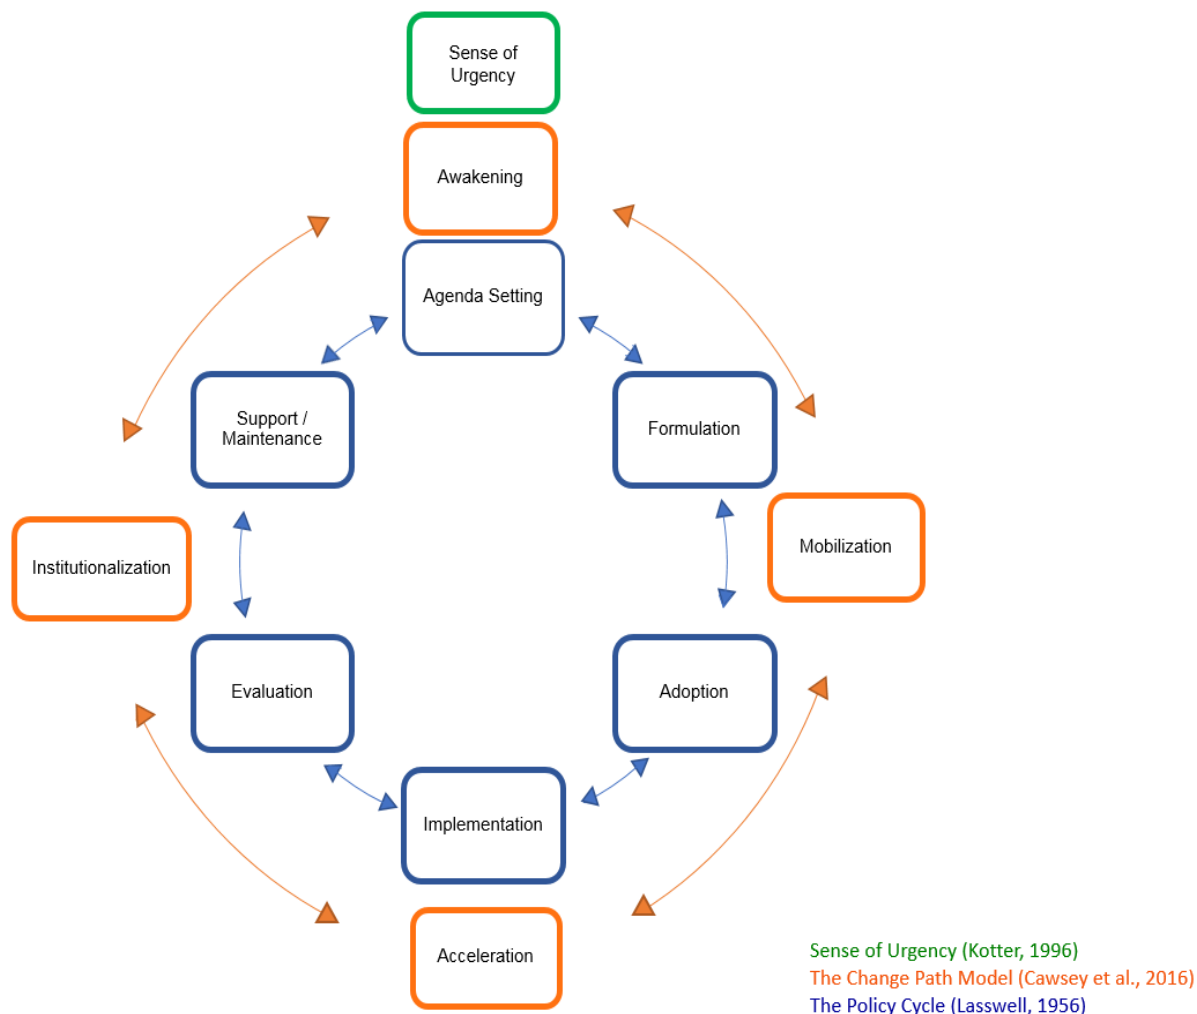 Sense of
Urgency
Awakening
Agenda Setting
Support /
Maintenance
Formulation
Institutionalization
Mobilization
Evaluation
Adoption
Implementation
Acceleration
Sense of Urgency (Kotter, 1996)
The Change Path Model (Cawsey et al., 2016)
The Policy Cycle (Lasswell, 1956)